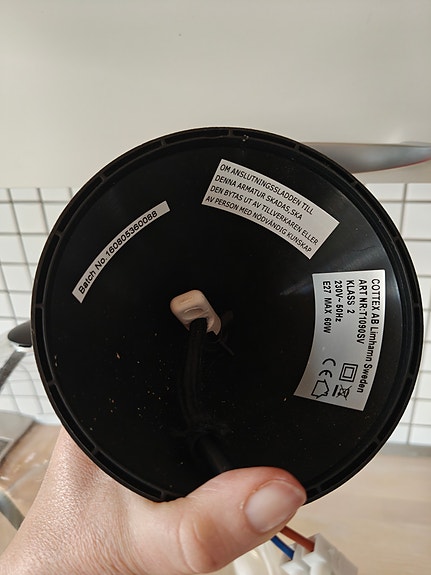 OM ANSLUTNINGSSLADDEN TILL
DENNA ARMATUR SKADAS,SKA
DEN BYTAS UT AV TILLVERKAREN ELLER
AV PERSON MED NÖDVÄNDIG KUNSKAP
Batch No.160805360088
COTTEX AB Limhamn Sweden
ART NR:T1090SV
KLASS 2
230V~ 50Hz
E27 MAX 60W
CE